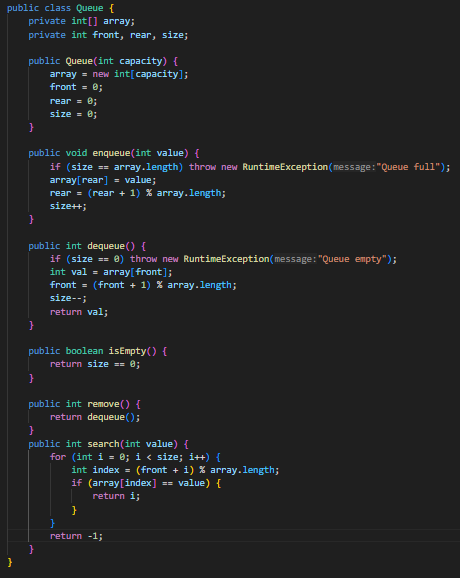 public class Queue {
    private int[] array;
    private int front, rear, size;

    public Queue(int capacity) {
        array = new int[capacity];
        front = 0;
        rear = 0;
        size = 0;
    }

    public void enqueue(int value) {
        if (size == array.length) throw new RuntimeException(message:"Queue full");
        array[rear] = value;
        rear = (rear + 1) % array.length;
        size++;
    }

    public int dequeue() {
        if (size == 0) throw new RuntimeException(message:"Queue empty");
        int val = array[front];
        front = (front + 1) % array.length;
        size--;
        return val;
    }

    public boolean isEmpty() {
        return size == 0;
    }

    public int remove() {
        return dequeue();
    }
    public int search(int value) {
        for (int i = 0; i < size; i++) {
            int index = (front + i) % array.length;
            if (array[index] == value) {
                return i;
            }
        }
        return -1;
    }
}